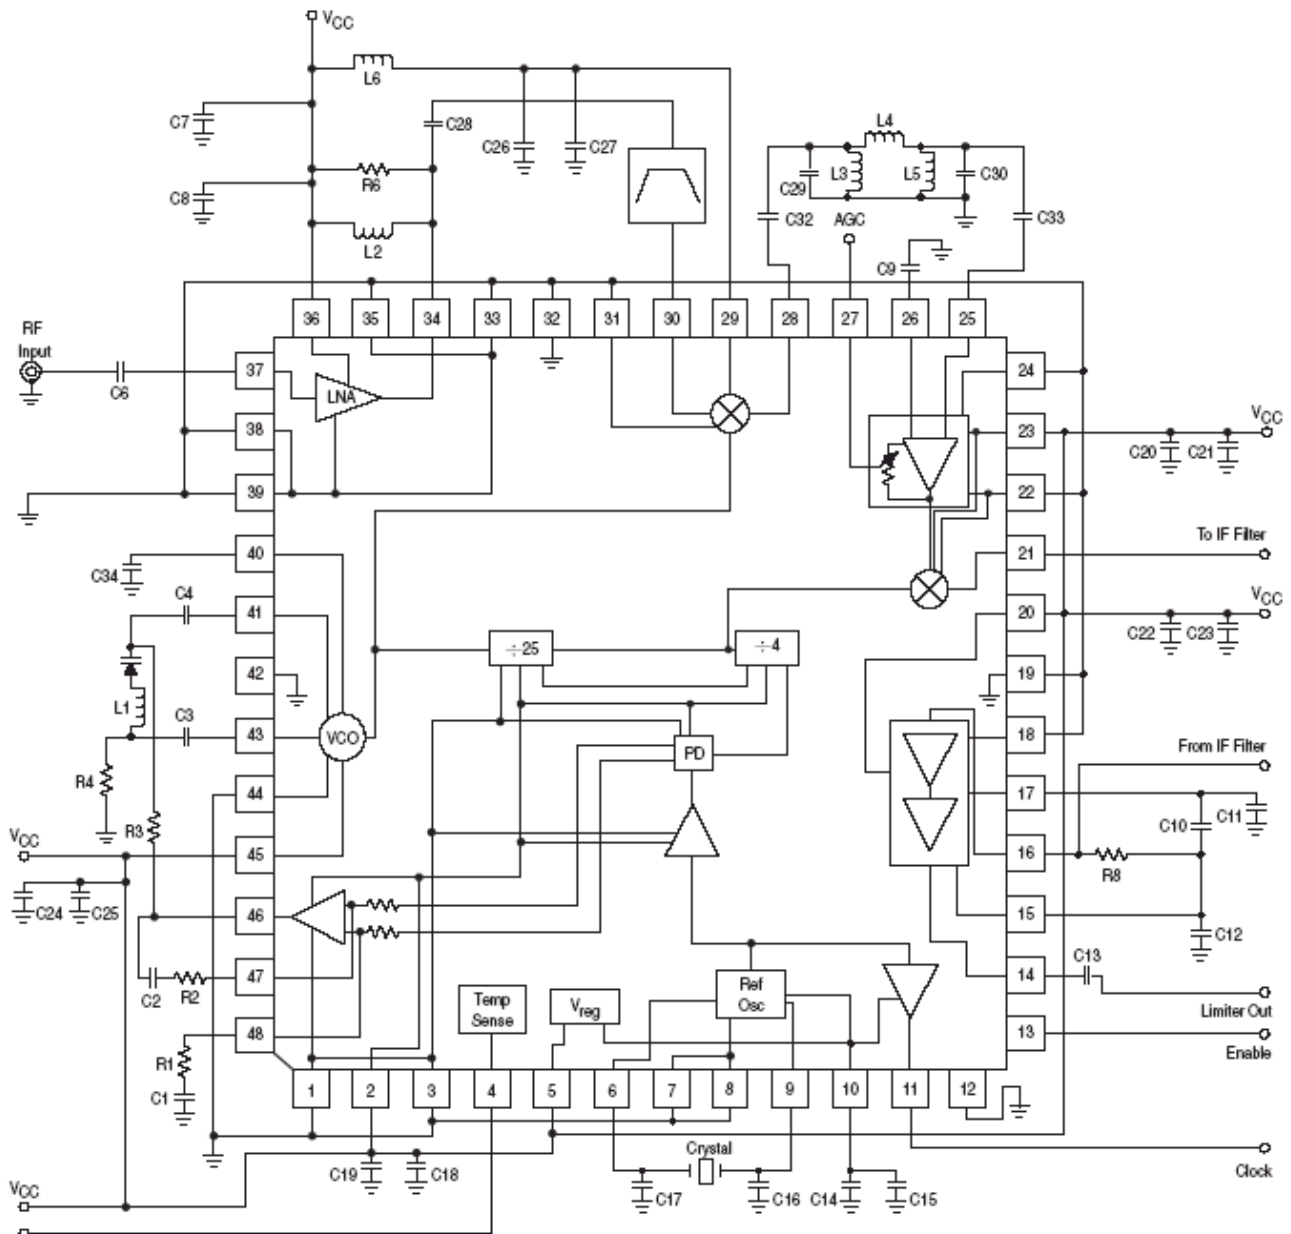 VCC
L6
C7
C28
C26
C27
L4
R6
C29
L3
L5
C30
C8
C32
AGC
C33
L2
C9
36
35
34
33
32
31
30
29
28
27
26
25
RF
Input
37
24
C6
LNA
VCC
38
23
C20
C21
39
22
To IF Filter
40
21
C34
C4
VCC
41
20
C22
C23
÷25
÷4
42
19
L1
C3
43
VCO
PD
18
From IF Filter
R4
44
17
C10
C11
R3
VCC
45
16
R8
C24
C25
46
15
C12
C13
47
14
C2
R2
Temp
Sense
Vreg
Ref
Osc
Limiter Out
48
13
Enable
R1
C1
1
2
3
4
5
6
7
8
9
10
11
12
Crystal
Clock
C19
C18
C17
C16
C14
C15
VCC